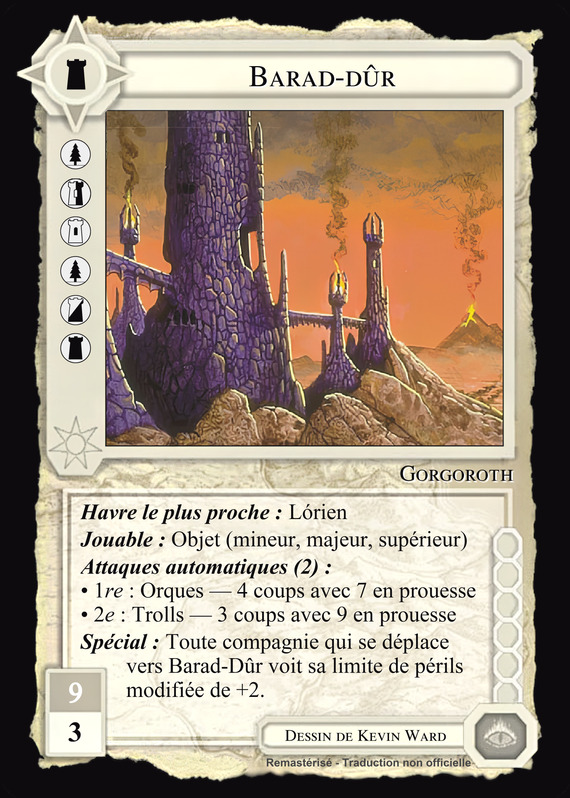 Barad-dûr
Gorgoroth
Havre le plus proche : Lórien
Jouable : Objet (mineur, majeur, supérieur)
Attaques automatiques (2) :
• 1re : Orques — 4 coups avec 7 en prouesse
• 2e : Trolls — 3 coups avec 9 en prouesse
Spécial : Toute compagnie qui se déplace
vers Barad-Dûr voit sa limite de périls
modifiée de +2.
9
3
Dessin de Kevin Ward
Remastérisé - Traduction non officielle